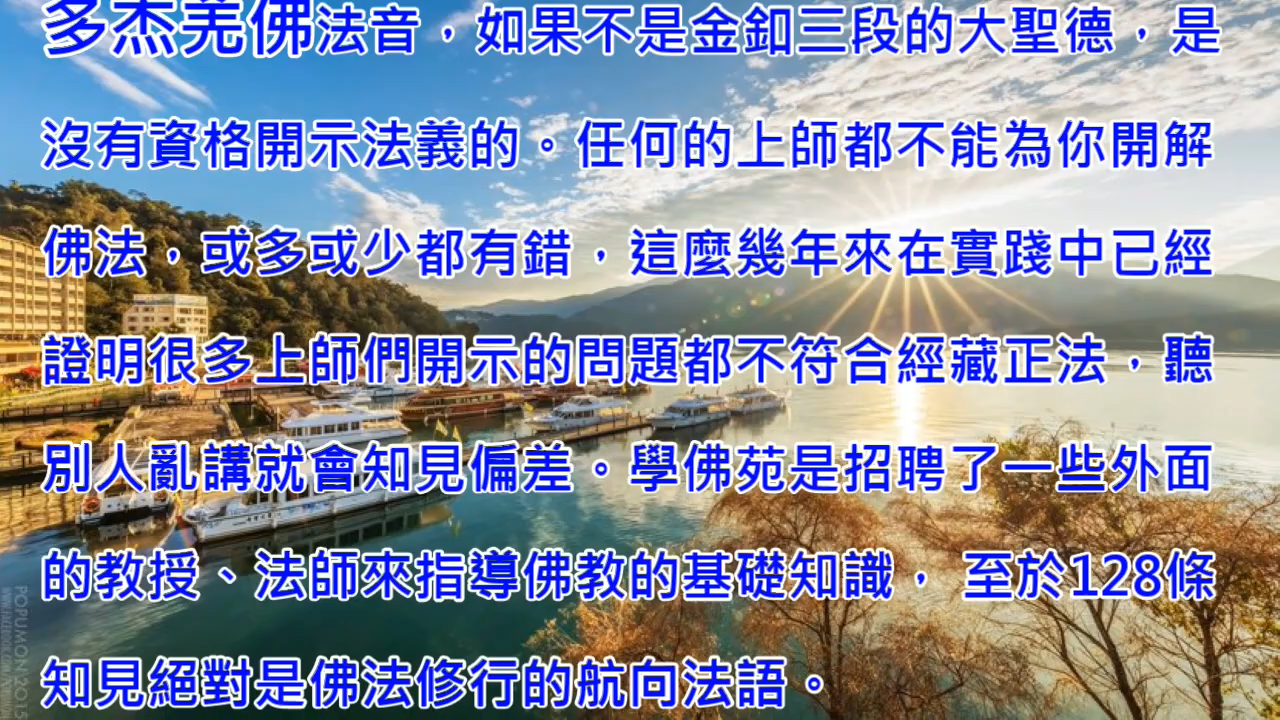 多杰羌佛法音，如果不是金釦三段的大聖德，是
沒有資格開示法義的。任何的上師都不能為你開解
佛法，或多或少都有錯，這麼幾年來在實踐中已經
證明很多上師們開示的問題都不符合經藏正法，聽
別人亂講就會知見偏差。學佛苑是招聘了一些外面
的教授、法師來指導佛教的基礎知識， 至於128條
知見絕對是佛法修行的航向法語。
POPUMON2015